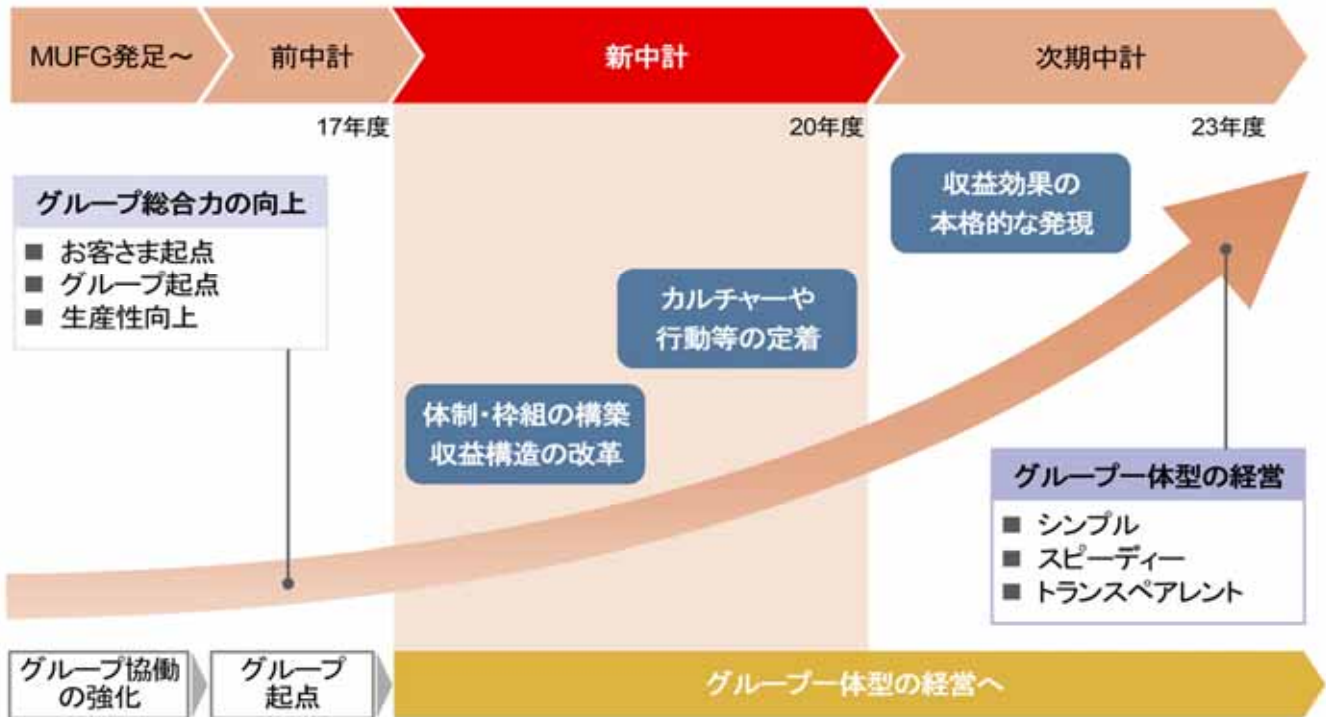 MUFG発足～
前中計
新中計
次期中計
17年度
20年度
23年度
グループ総合力の向上
■ お客さま起点
■ グループ起点
■ 生産性向上
収益効果の
本格的な発現
カルチャーや
行動等の定着
体制・枠組の構築
収益構造の改革
グループ一体型の経営
■ シンプル
■ スピーディー
■ トランスペアレント
グループ協働
の強化
グループ
起点
グループ一体型の経営へ